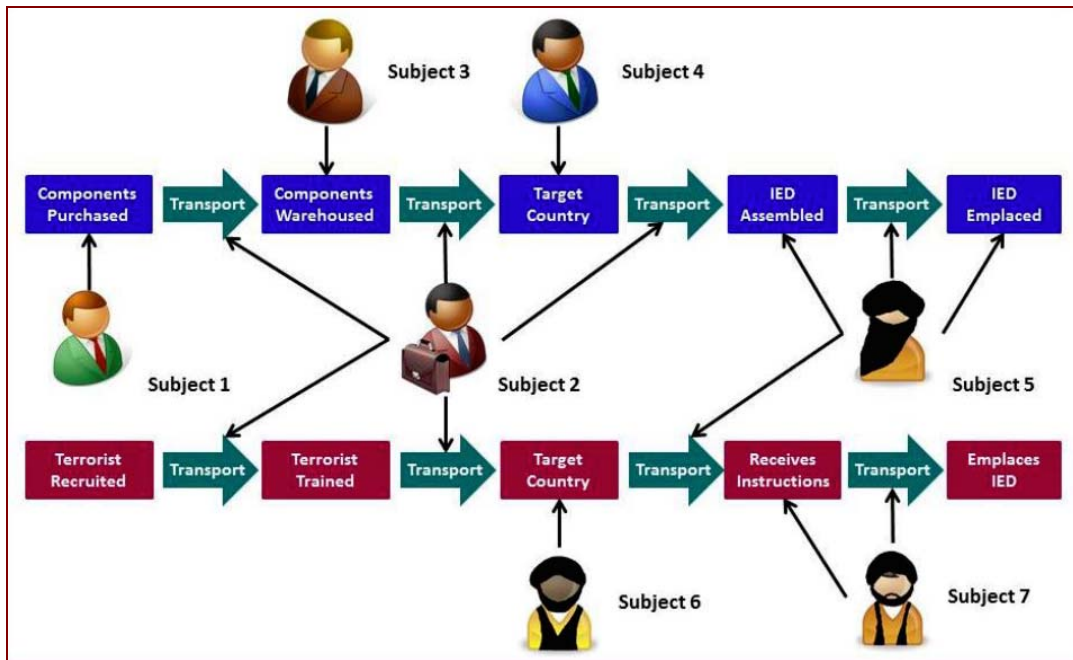 Subject 3
Subject 4
Components
Purchased
Transport
Components
Warehoused
Transport
Target
Country
Transport
IED
Assembled
Transport
IED
Emplaced
Subject 1
Subject 2
Subject 5
Terrorist
Recruited
Transport
Terrorist
Trained
Transport
Target
Country
Transport
Receives
Instructions
Transport
Emplaces
IED
Subject 6
Subject 7